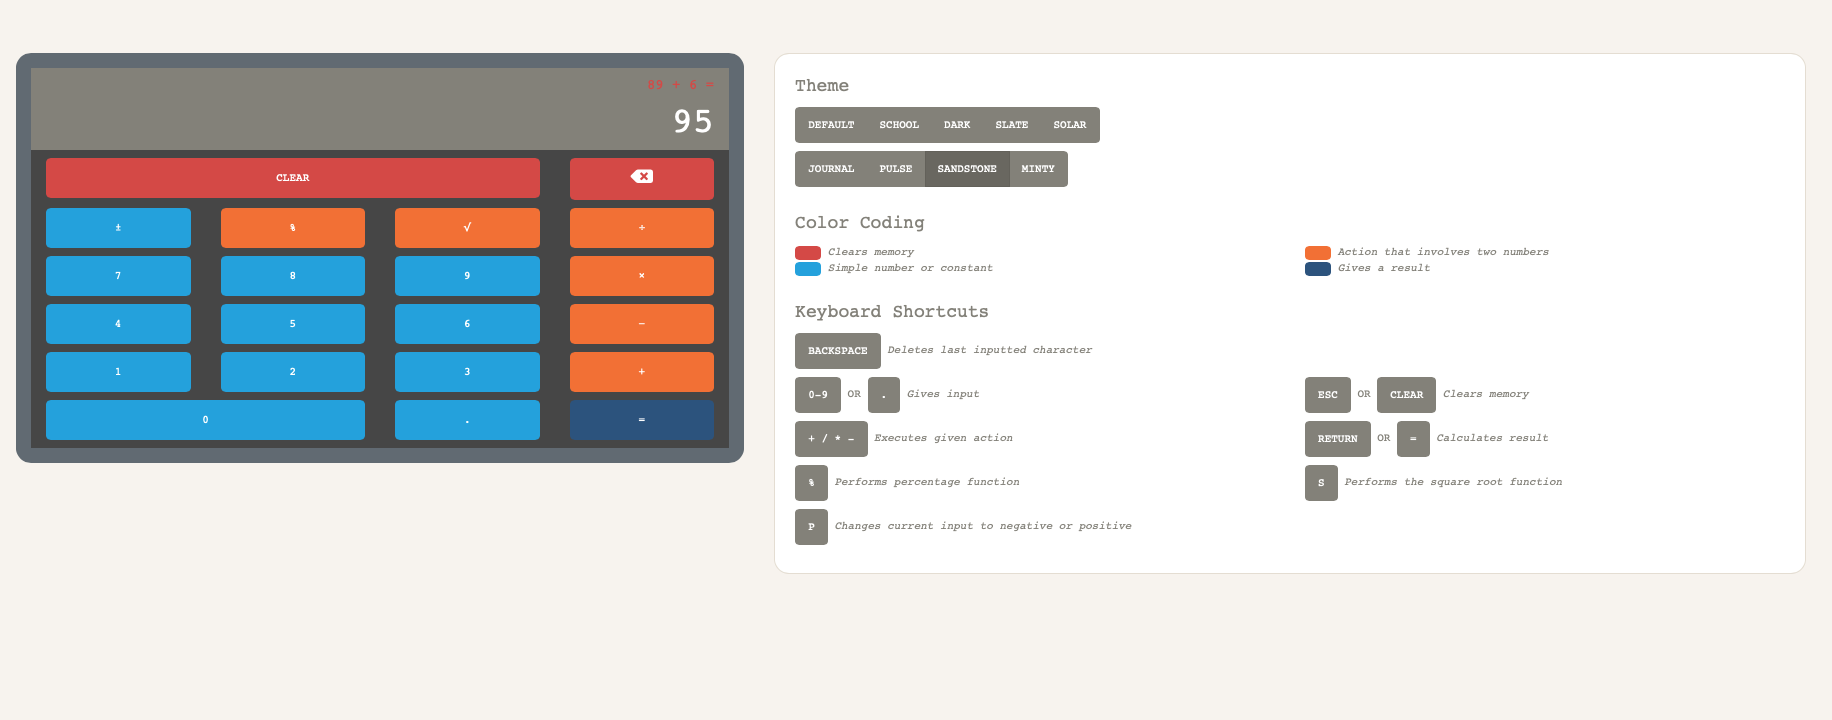 89 + 6 =
95
CLEAR
± % √ ÷
7 8 9 ×
4 5 6 −
1 2 3 +
0 . =
Theme
DEFAULT SCHOOL DARK SLATE SOLAR
JOURNAL PULSE SANDSTONE MINTY
Color Coding
Clears memory
Action that involves two numbers
Simple number or constant
Gives a result
Keyboard Shortcuts
BACKSPACE Deletes last inputted character
0-9 OR . Gives input
ESC OR CLEAR Clears memory
+ / * - Executes given action
RETURN OR = Calculates result
% Performs percentage function
S Performs the square root function
P Changes current input to negative or positive